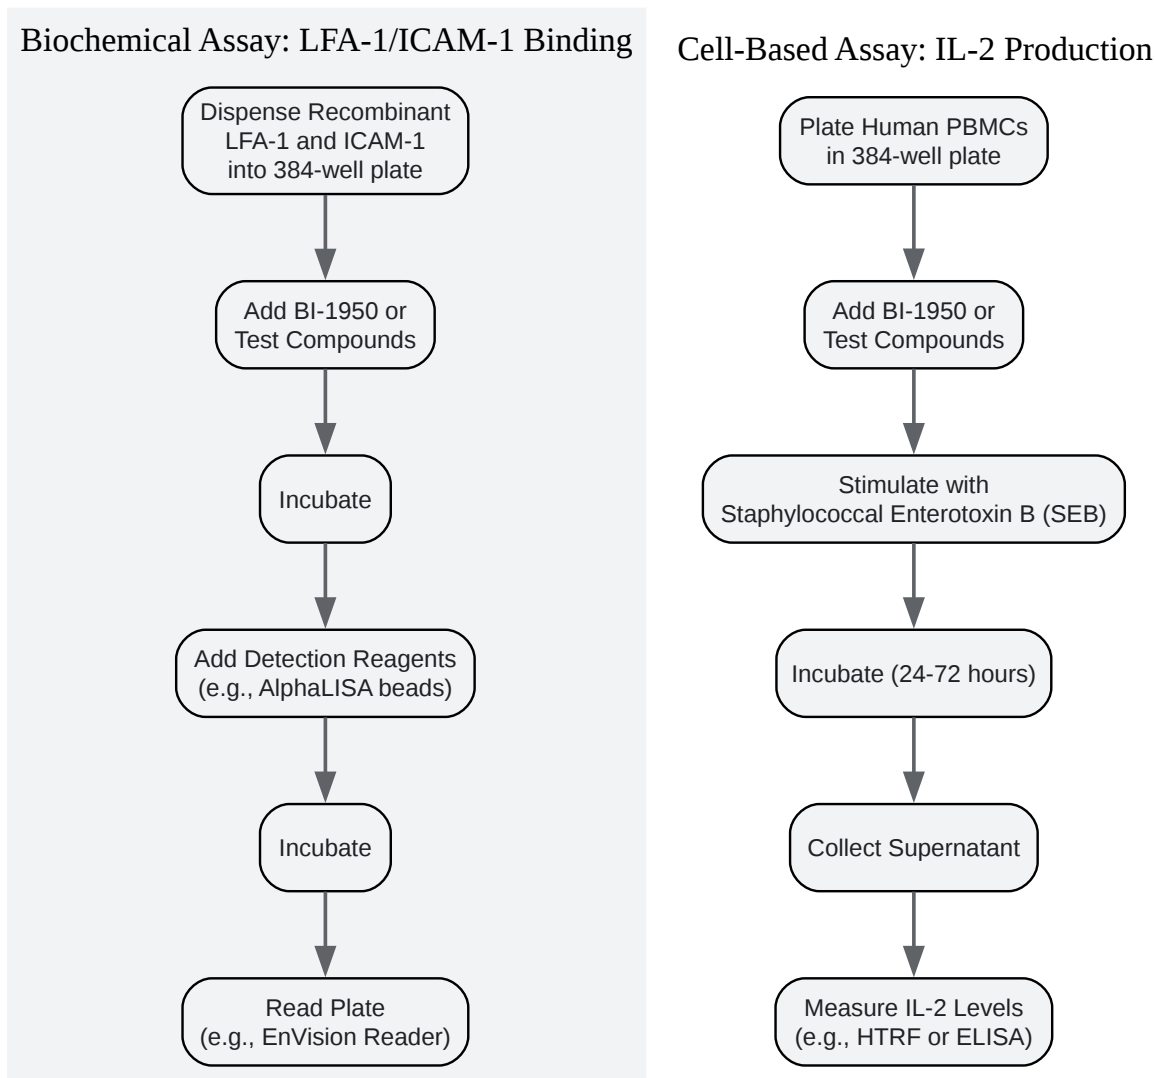 Biochemical Assay: LFA-1/ICAM-1 Binding
Dispense Recombinant
LFA-1 and ICAM-1
into 384-well plate
Add BI-1950 or
Test Compounds
Incubate
Add Detection Reagents
(e.g., AlphaLISA beads)
Incubate
Read Plate
(e.g., EnVision Reader)
Cell-Based Assay: IL-2 Production
Plate Human PBMCs
in 384-well plate
Add BI-1950 or
Test Compounds
Stimulate with
Staphylococcal Enterotoxin B (SEB)
Incubate (24-72 hours)
Collect Supernatant
Measure IL-2 Levels
(e.g., HTRF or ELISA)